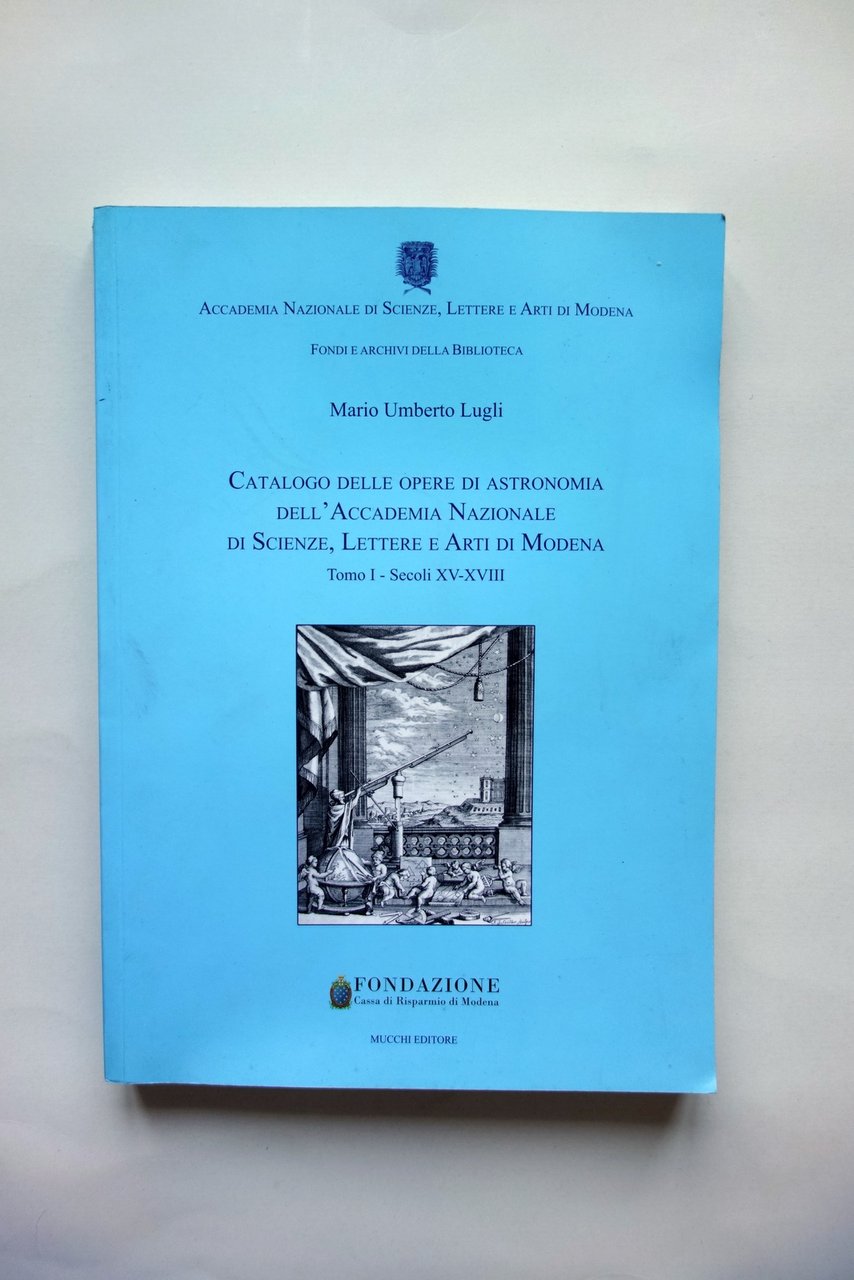 Accademia Nazionale di Scienze, Lettere e Arti di Modena
Fondi e archivi della Biblioteca
Mario Umberto Lugli
Catalogo delle opere di astronomia
dell'Accademia Nazionale
di Scienze, Lettere e Arti di Modena
Tomo I - Secoli XV-XVIII
FONDAZIONE
Cassa di Risparmio di Modena
MUCCHI EDITORE